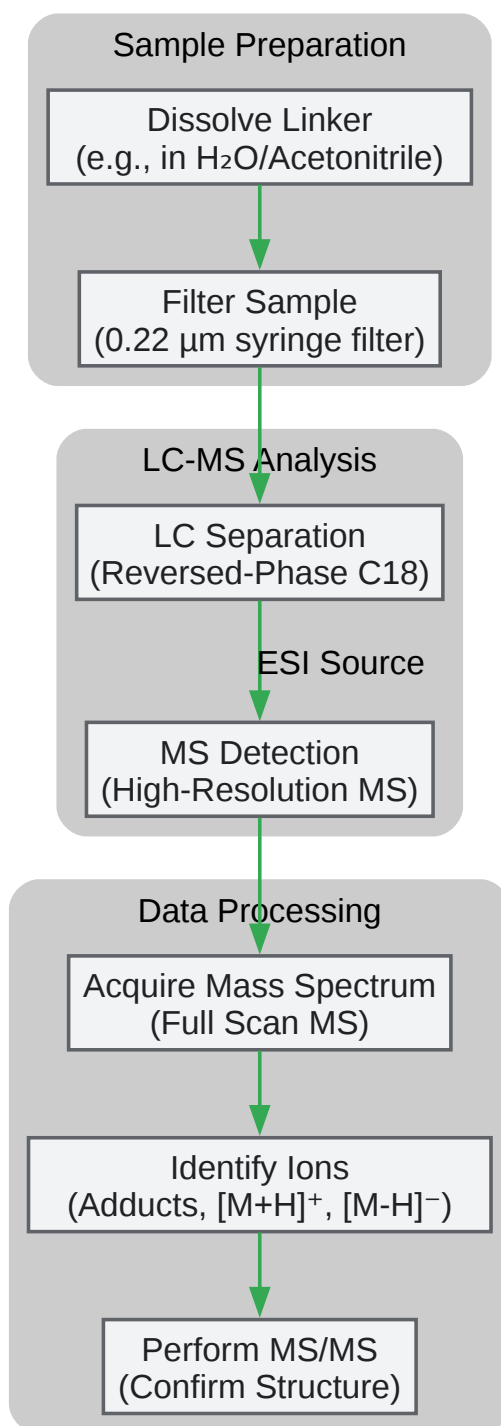 Sample Preparation
Dissolve Linker
(e.g., in H₂O/Acetonitrile)
Filter Sample
(0.22 µm syringe filter)
LC-MS Analysis
LC Separation
(Reversed-Phase C18)
ESI Source
MS Detection
(High-Resolution MS)
Data Processing
Acquire Mass Spectrum
(Full Scan MS)
Identify Ions
(Adducts, [M+H]⁺, [M-H]⁻)
Perform MS/MS
(Confirm Structure)